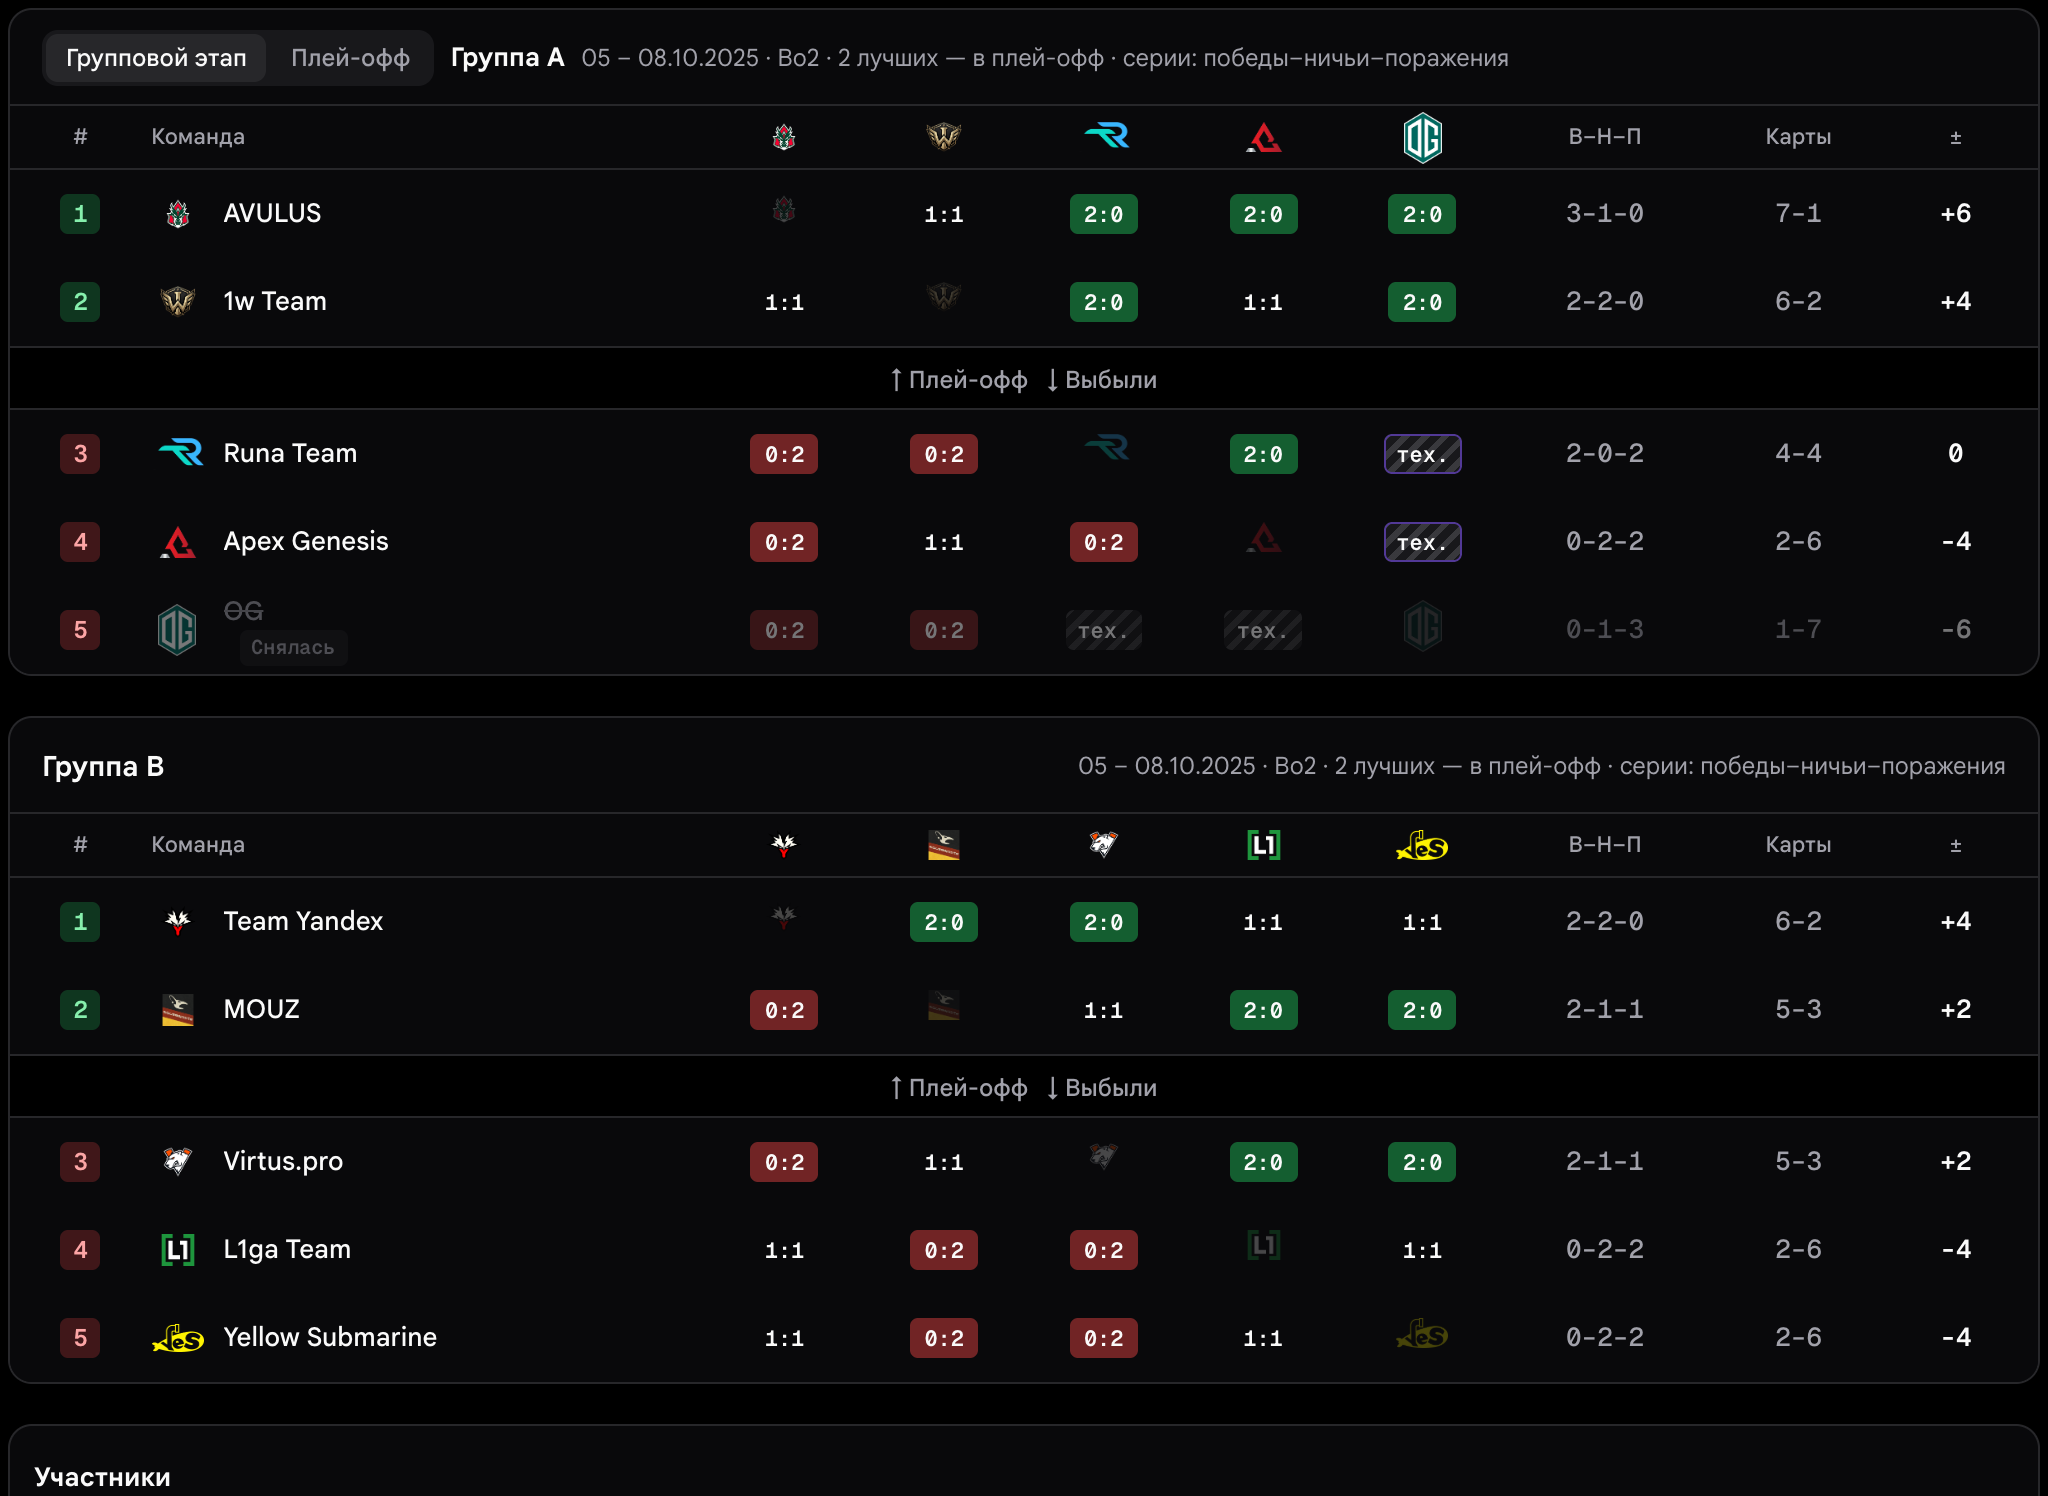 Групповой этап Плей-офф Группа A 05 – 08.10.2025 · Bo2 · 2 лучших — в плей-офф · серии: победы–ничьи–поражения
# Команда OG В–Н–П Карты ±
1 AVULUS 1:1 2:0 2:0 2:0 3-1-0 7-1 +6
2 1w Team 1:1 2:0 1:1 2:0 2-2-0 6-2 +4
↑ Плей-офф ↓ Выбыли
3 Runa Team 0:2 0:2 2:0 тех. 2-0-2 4-4 0
4 Apex Genesis 0:2 1:1 0:2 тех. 0-2-2 2-6 -4
5 OG OG 0:2 0:2 тех. тех. OG 0-1-3 1-7 -6
Снялась
Группа B 05 – 08.10.2025 · Bo2 · 2 лучших — в плей-офф · серии: победы–ничьи–поражения
# Команда L1 В–Н–П Карты ±
1 Team Yandex 2:0 2:0 1:1 1:1 2-2-0 6-2 +4
2 MOUZ 0:2 1:1 2:0 2:0 2-1-1 5-3 +2
↑ Плей-офф ↓ Выбыли
3 Virtus.pro 0:2 1:1 2:0 2:0 2-1-1 5-3 +2
4 L1 L1ga Team 1:1 0:2 0:2 L1 1:1 0-2-2 2-6 -4
5 Yellow Submarine 1:1 0:2 0:2 1:1 0-2-2 2-6 -4
Участники